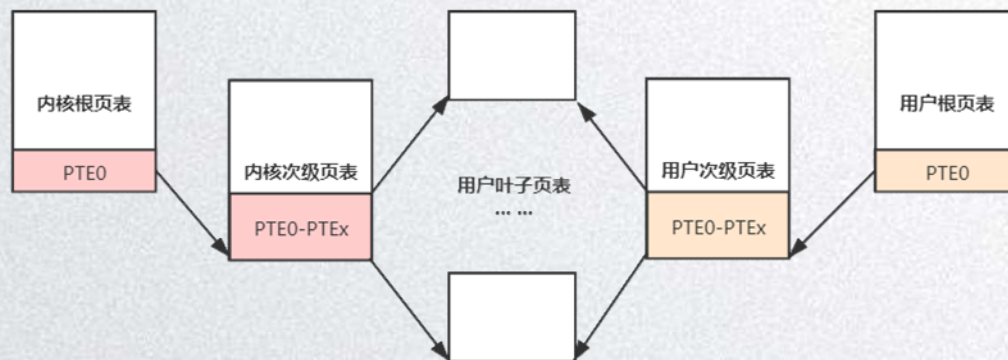 内核根页表
PTE0
内核次级页表
PTE0-PTEx
用户叶子页表
... ...
用户次级页表
PTE0-PTEx
用户根页表
PTE0